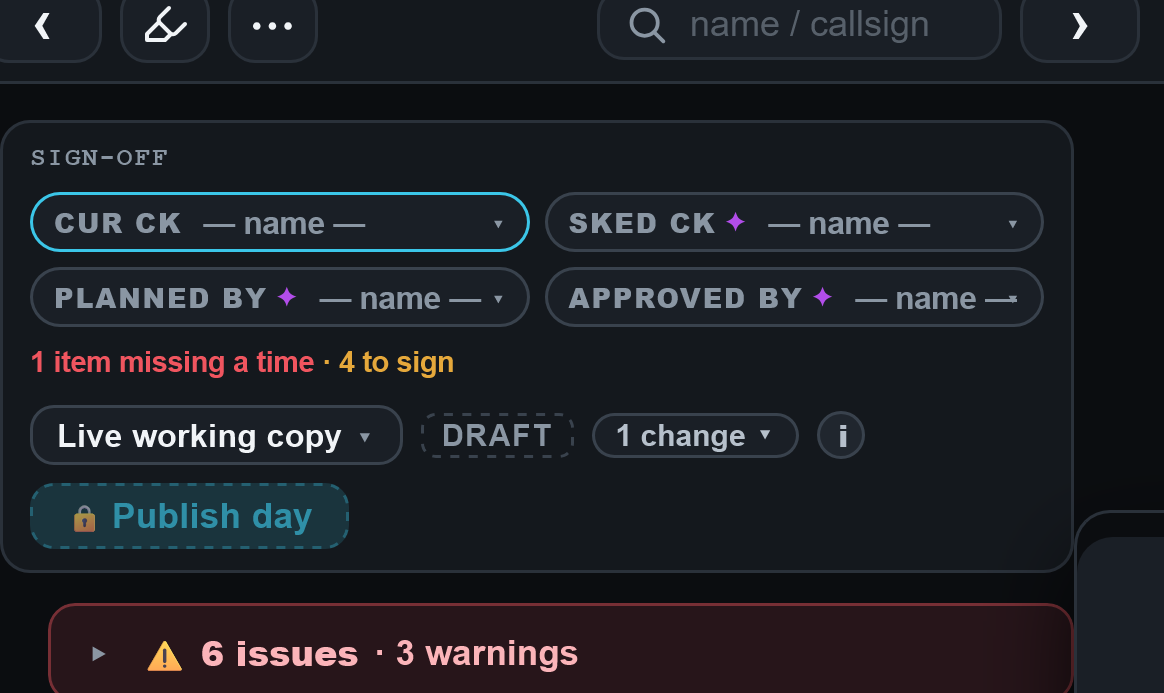 name / callsign
SIGN-OFF
CUR CK — name —
SKED CK ✦ — name —
PLANNED BY ✦ — name —
APPROVED BY ✦ — name —
1 item missing a time · 4 to sign
Live working copy DRAFT 1 change i
Publish day
6 issues · 3 warnings